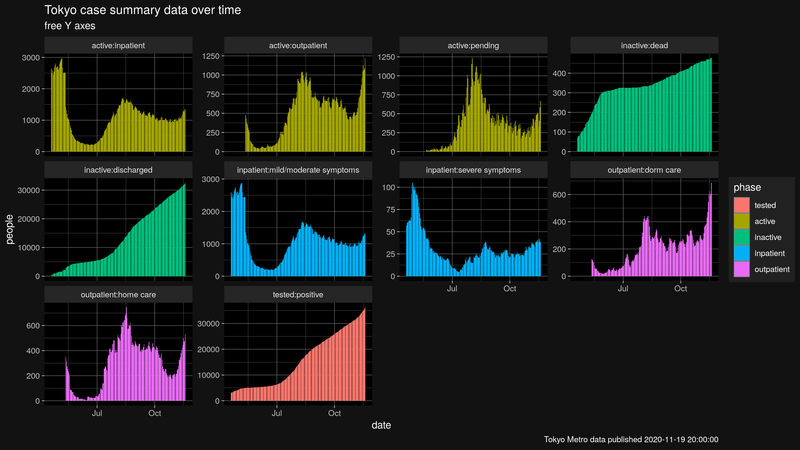 Tokyo case summary data over time
free Y axes
active:inpatient
active:outpatient
active:pending
inactive:dead
3000
2000
1000
0
1250
1000
750
500
250
0
1250
1000
750
500
250
0
400
300
200
100
0
inactive:discharged
inpatient:mild/moderate symptoms
inpatient:severe symptoms
outpatient:dorm care
30000
20000
10000
0
3000
2000
1000
0
100
75
50
25
0
600
400
200
0
Jul Oct
Jul Oct
outpatient:home care
tested:positive
600
400
200
0
30000
20000
10000
0
Jul Oct
Jul Oct
people
date
phase
tested
active
inactive
inpatient
outpatient
Tokyo Metro data published 2020-11-19 20:00:00